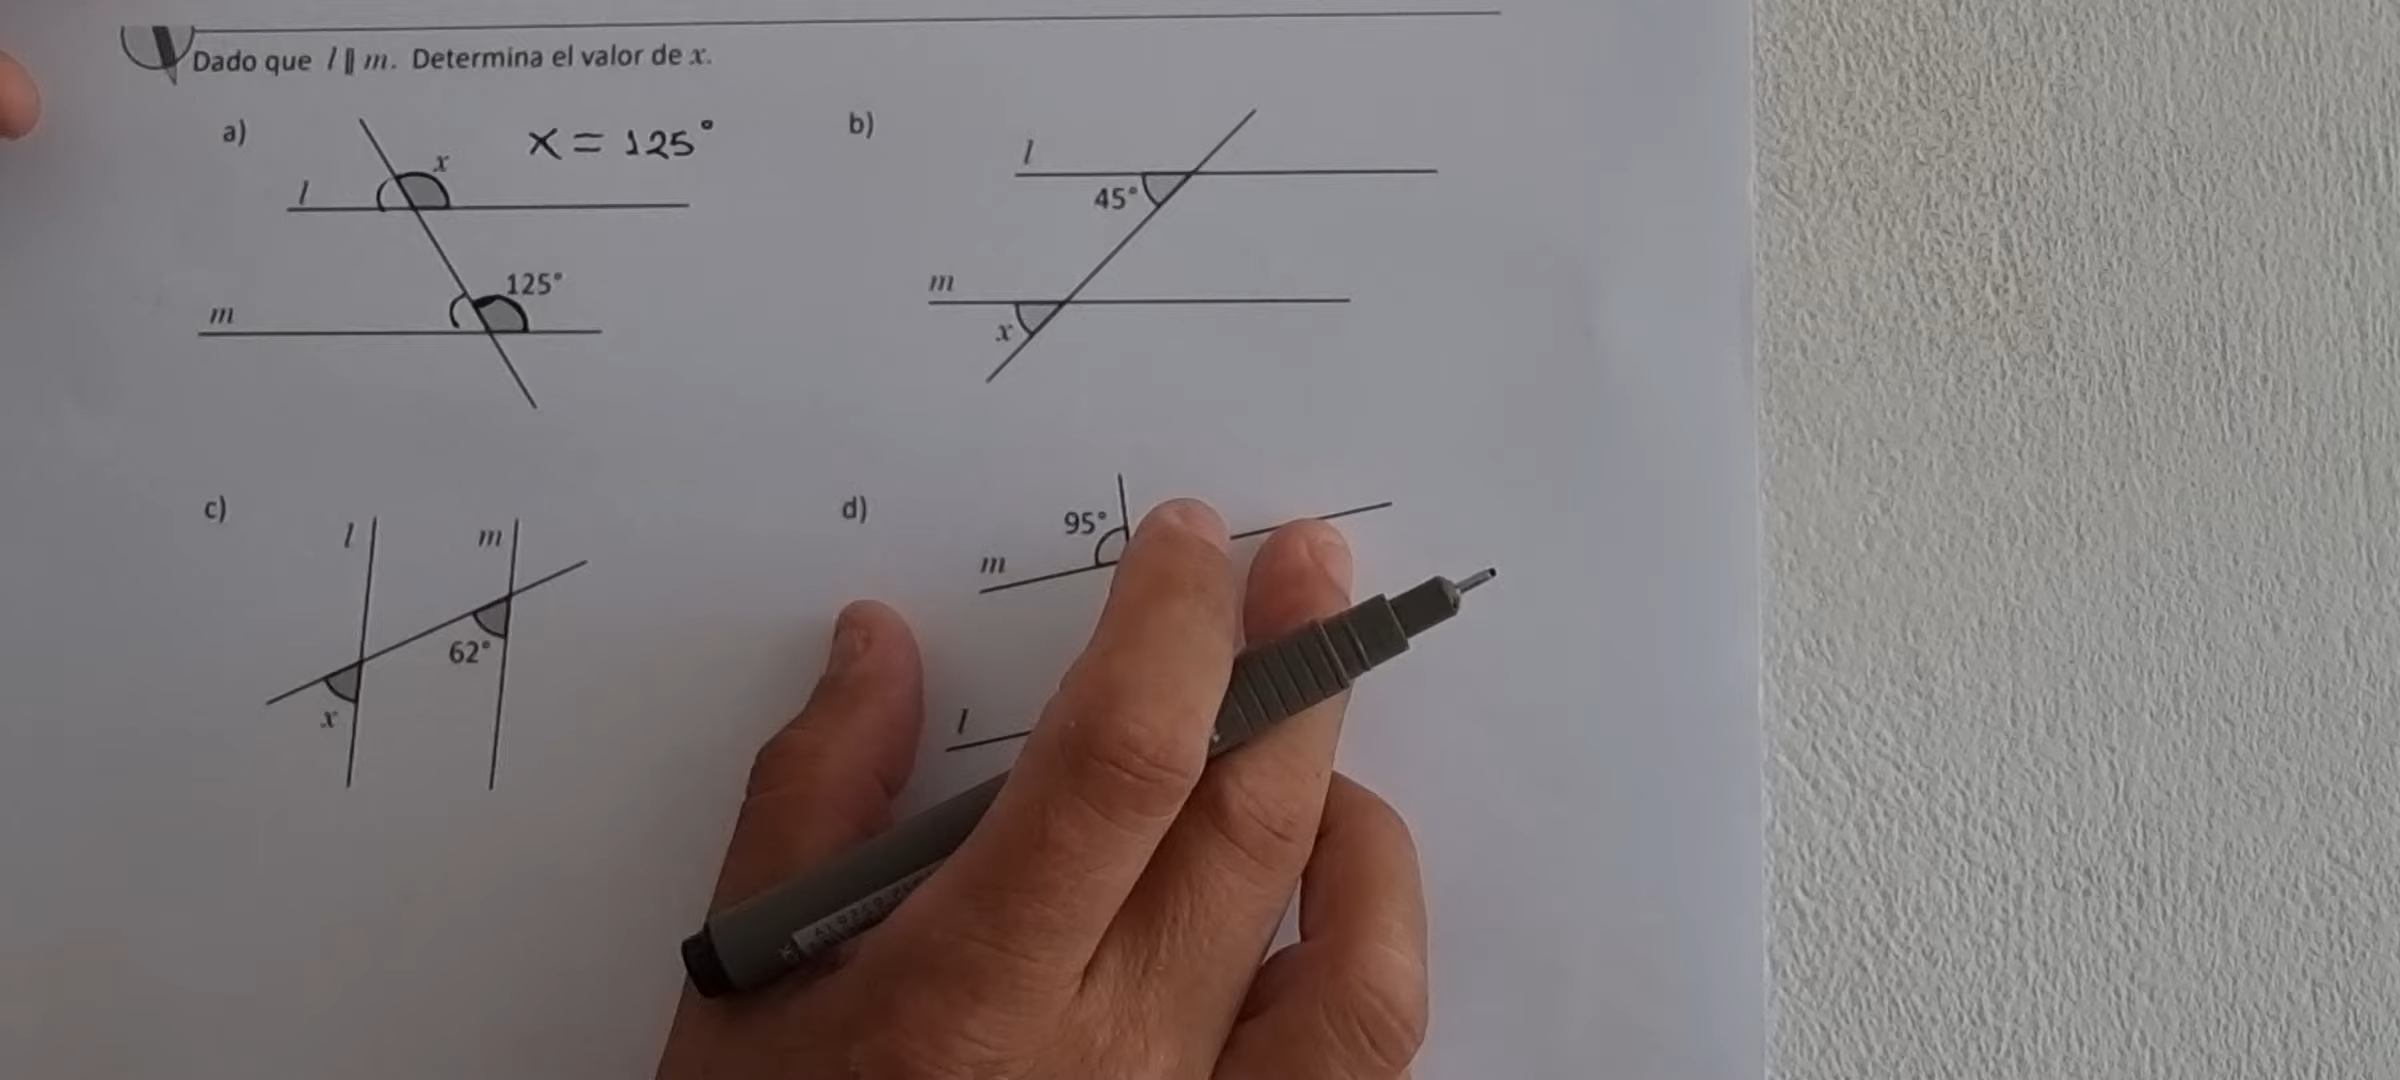 Dado que l ∥ m. Determina el valor de x.
a)
x = 125°
x
l
125°
m
b)
l
45°
m
x
c)
l
m
62°
x
d)
95°
m
l